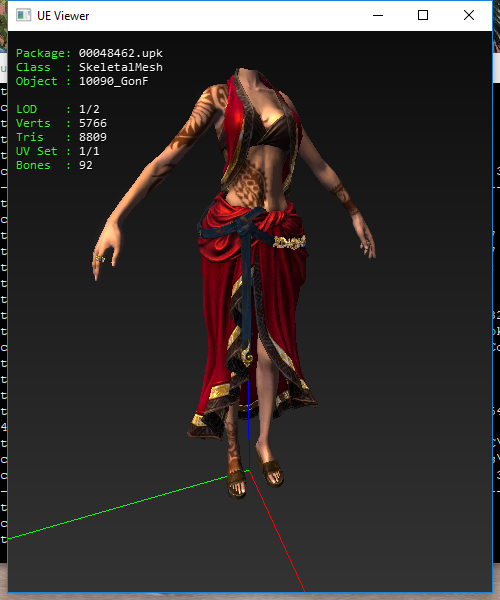 UE Viewer
Package: 00048462.upk
Class : SkeletalMesh
Object : 10090_GonF
LOD : 1/2
Verts : 5766
Tris : 8809
UV Set : 1/1
Bones : 92